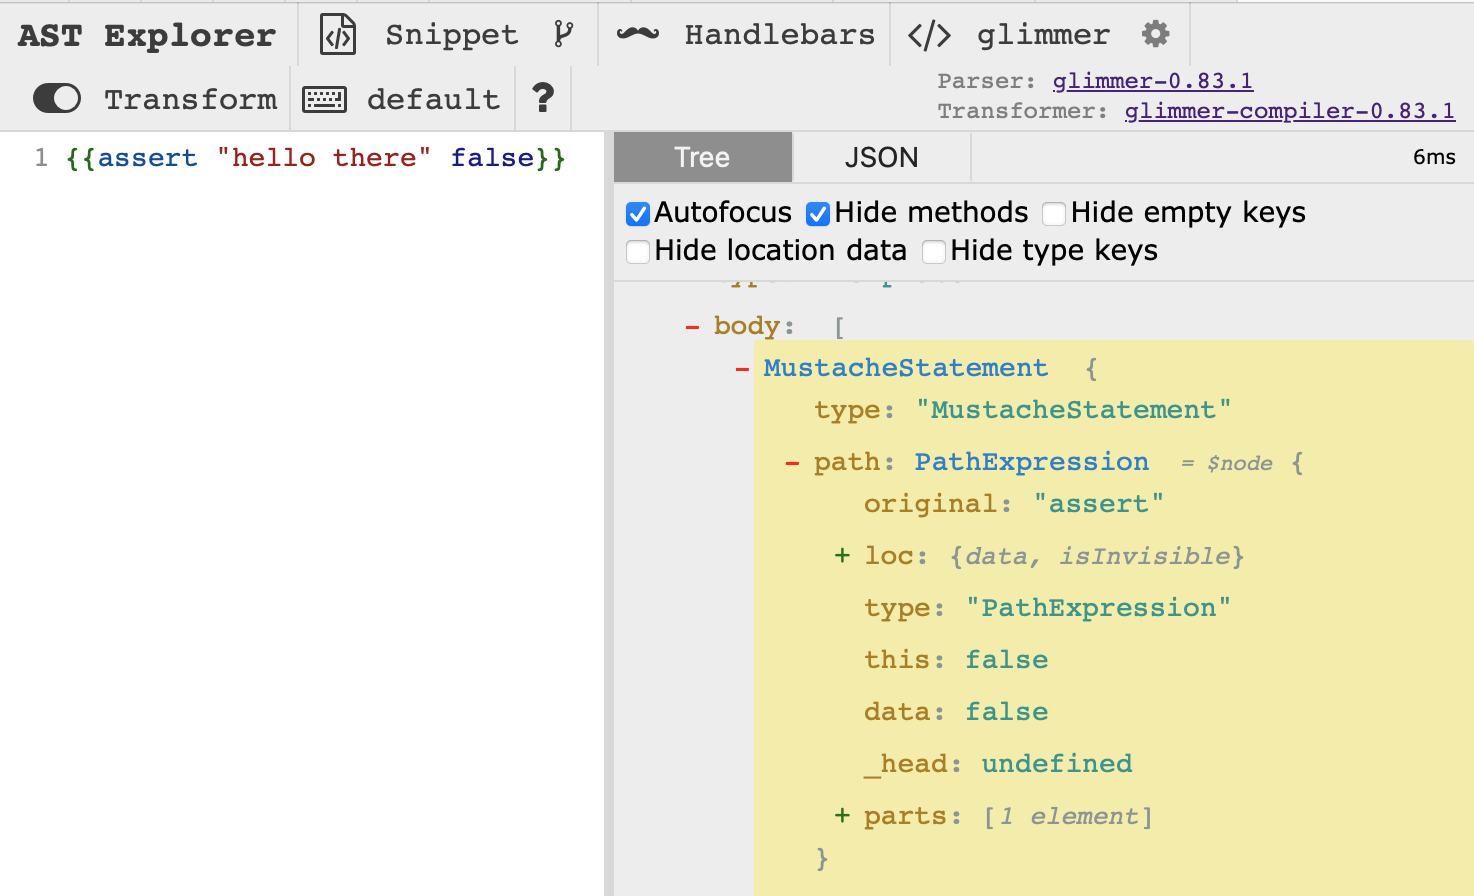 AST Explorer Snippet Handlebars </> glimmer
Transform default ?
Parser: glimmer-0.83.1
Transformer: glimmer-compiler-0.83.1
1 {{assert "hello there" false}}
Tree JSON 6ms
Autofocus Hide methods Hide empty keys
Hide location data Hide type keys
- body: [
- MustacheStatement {
type: "MustacheStatement"
- path: PathExpression = $node {
original: "assert"
+ loc: {data, isInvisible}
type: "PathExpression"
this: false
data: false
_head: undefined
+ parts: [1 element]
}